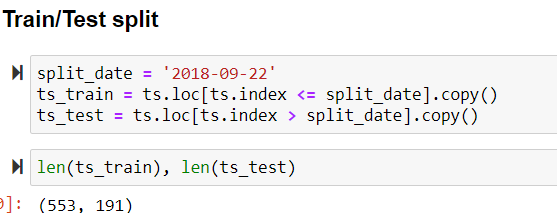 Train/Test split
split_date = '2018-09-22'
ts_train = ts.loc[ts.index <= split_date].copy()
ts_test = ts.loc[ts.index > split_date].copy()
len(ts_train), len(ts_test)
]: (553, 191)